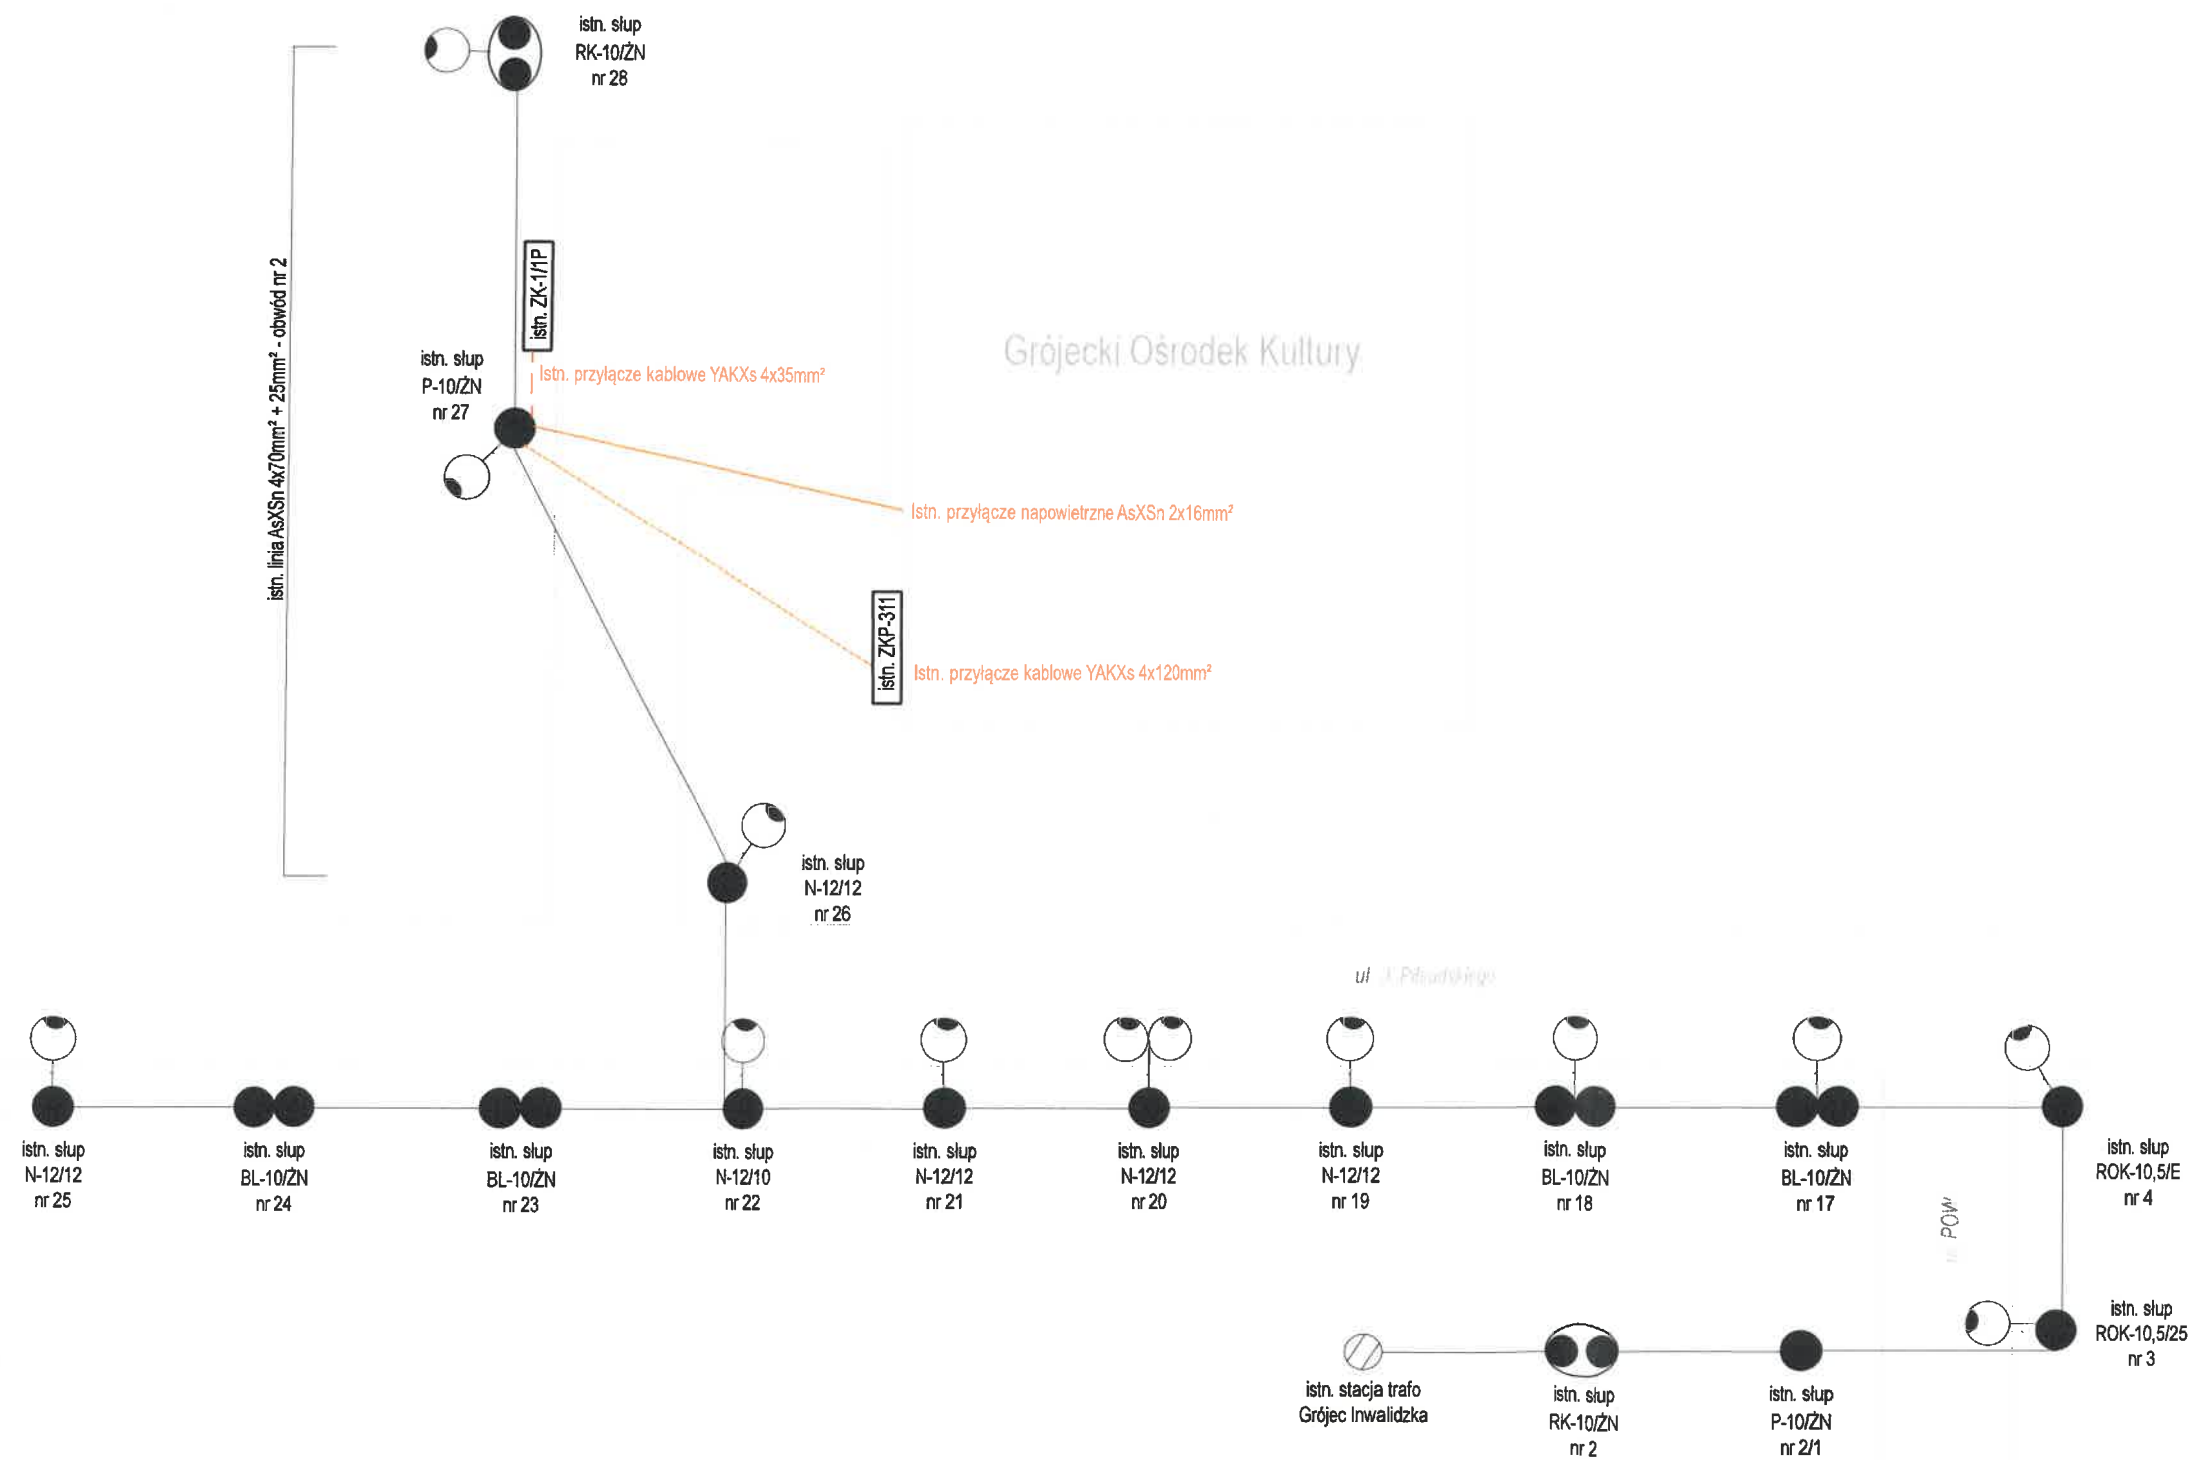 istn. słup
RK-10/ŻN
nr 28
istn. linia AsXSn 4x70mm² + 25mm² - obwód nr 2
istn. ZK-1/1P
Grójecki Ośrodek Kultury
istn. słup
P-10/ŻN
nr 27
Istn. przyłącze kablowe YAKXs 4x35mm²
Istn. przyłącze napowietrzne AsXSn 2x16mm²
istn. ZKP-311
Istn. przyłącze kablowe YAKXs 4x120mm²
istn. słup
N-12/12
nr 26
ul J. Piłsudskiego
istn. słup
N-12/12
nr 25
istn. słup
BL-10/ŻN
nr 24
istn. słup
BL-10/ŻN
nr 23
istn. słup
N-12/10
nr 22
istn. słup
N-12/12
nr 21
istn. słup
N-12/12
nr 20
istn. słup
N-12/12
nr 19
istn. słup
BL-10/ŻN
nr 18
istn. słup
BL-10/ŻN
nr 17
istn. słup
ROK-10,5/E
nr 4
POW
istn. słup
ROK-10,5/25
nr 3
istn. stacja trafo
Grójec Inwalidzka
istn. słup
RK-10/ŻN
nr 2
istn. słup
P-10/ŻN
nr 2/1